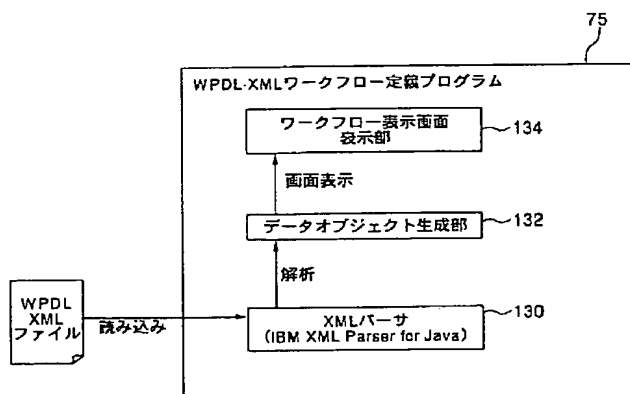 75
WPDL·XMLワークフロー定義プログラム
ワークフロー表示画面
表示部
134
画面表示
データオブジェクト生成部
132
解析
WPDL
XML
ファイル
読み込み
XMLパーサ
(IBM XML Parser for Java)
130